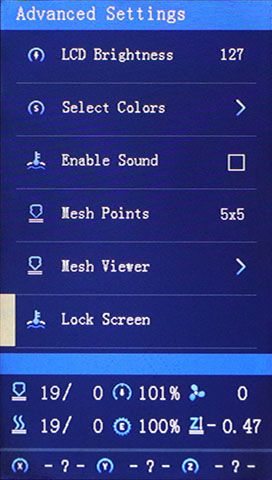 Advanced Settings
LCD Brightness 127
Select Colors
Enable Sound
Mesh Points 5x5
Mesh Viewer
Lock Screen
19/ 0 101% 0
19/ 0 E 100% Z -0.47
X -?- Y -?- Z -?-